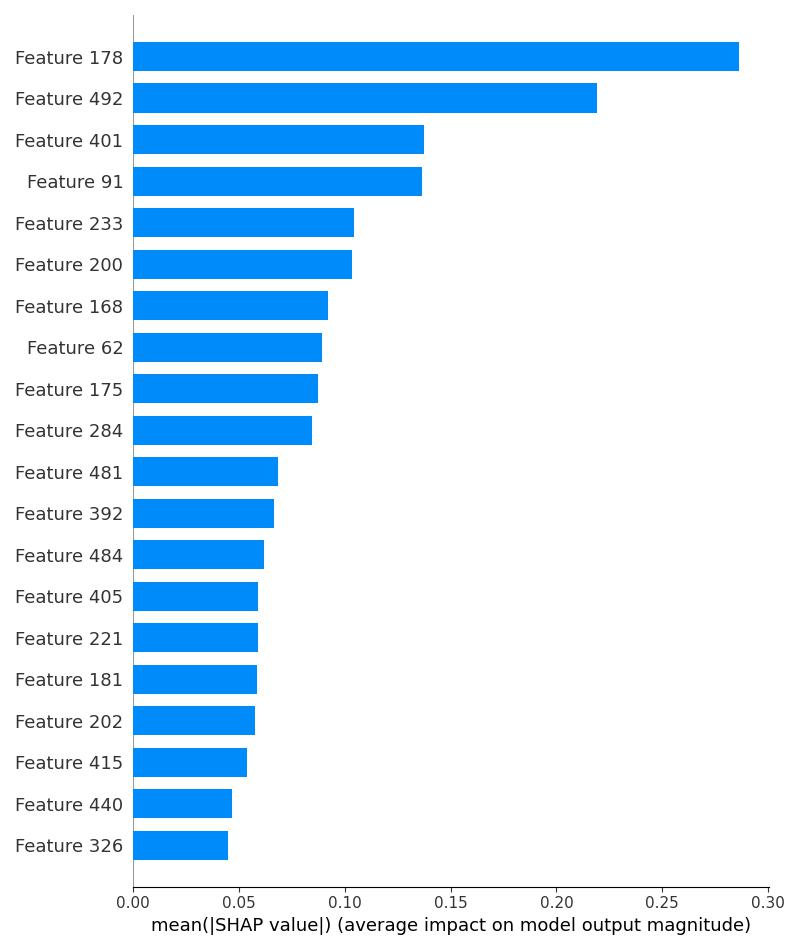 Feature 178
Feature 492
Feature 401
Feature 91
Feature 233
Feature 200
Feature 168
Feature 62
Feature 175
Feature 284
Feature 481
Feature 392
Feature 484
Feature 405
Feature 221
Feature 181
Feature 202
Feature 415
Feature 440
Feature 326
0.00 0.05 0.10 0.15 0.20 0.25 0.30
mean(|SHAP value|) (average impact on model output magnitude)